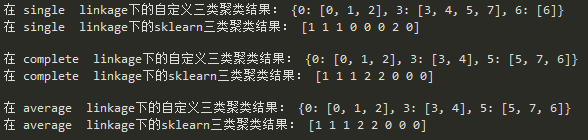 在 single  linkage下的自定义三类聚类结果： {0: [0, 1, 2], 3: [3, 4, 5, 7], 6: [6]}
在 single  linkage下的sklearn三类聚类结果： [1 1 1 0 0 0 2 0]
在 complete  linkage下的自定义三类聚类结果： {0: [0, 1, 2], 3: [3, 4], 5: [5, 7, 6]}
在 complete  linkage下的sklearn三类聚类结果： [1 1 1 2 2 0 0 0]
在 average  linkage下的自定义三类聚类结果： {0: [0, 1, 2], 3: [3, 4], 5: [5, 7, 6]}
在 average  linkage下的sklearn三类聚类结果： [1 1 1 2 2 0 0 0]